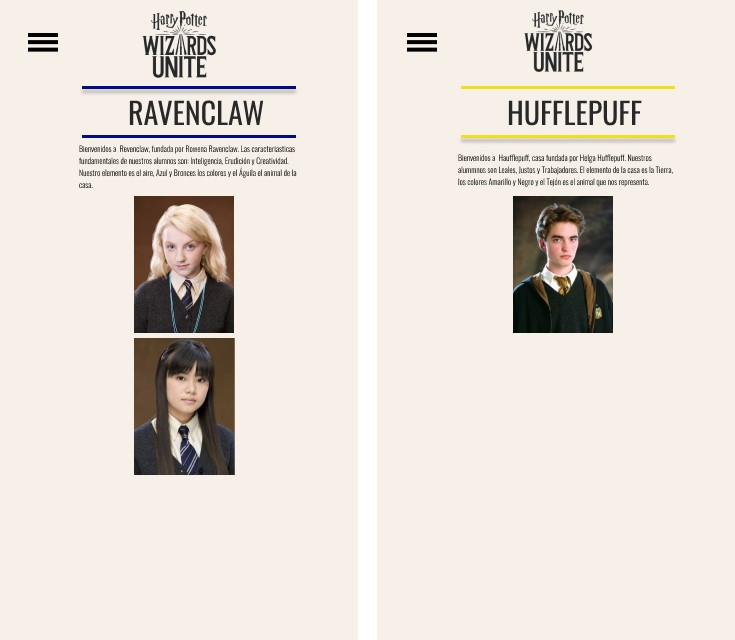 Harry Potter
WIZARDS
UNITE
RAVENCLAW
Bienvenidos a Revenclaw, fundada por Rowena Ravenclaw. Las caracteriasticas
fundamentales de nuestros alumnos son: Inteligencia, Erudición y Creatividad.
Nuestro elemento es el aire, Azul y Bronces los colores y el Águila el animal de la
casa.
Harry Potter
WIZARDS
UNITE
HUFFLEPUFF
Bienvenidos a Haufflepuff, casa fundada por Helga Hufflepuff. Nuestros
alummnos son Leales, Justos y Trabajadores. El elemento de la casa es la Tierra,
los colores Amarillo y Negro y el Tejón es el animal que nos representa.